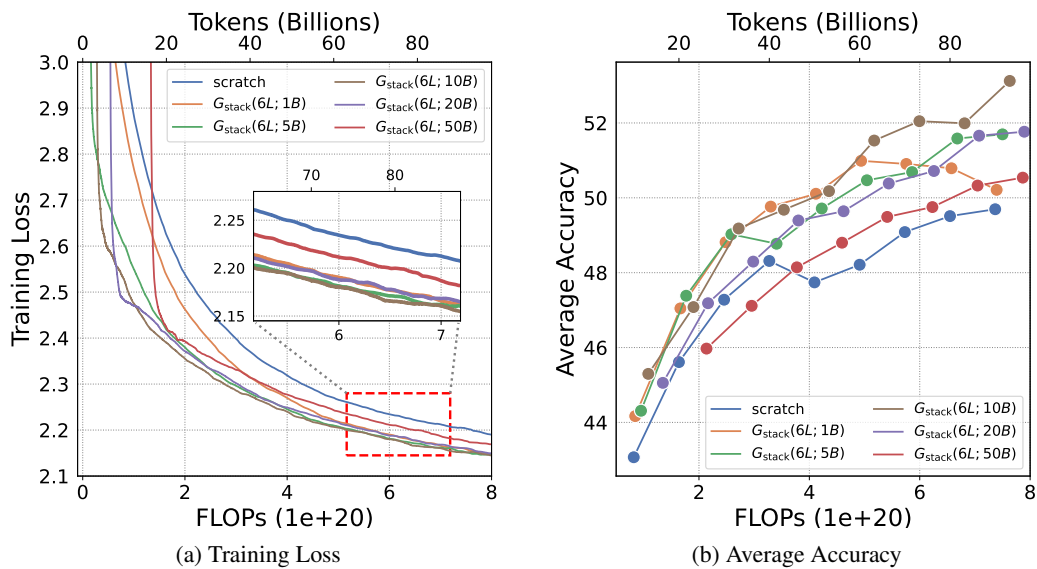 Tokens (Billions)
0 20 40 60 80
3.0
2.9
2.8
2.7
2.6
2.5
2.4
2.3
2.2
2.1
Training Loss
scratch
Gstack(6L; 1B)
Gstack(6L; 5B)
Gstack(6L; 10B)
Gstack(6L; 20B)
Gstack(6L; 50B)
70 80
2.25
2.20
2.15
6 7
0 2 4 6 8
FLOPs (1e+20)
(a) Training Loss
Tokens (Billions)
20 40 60 80
52
50
48
46
44
Average Accuracy
scratch
Gstack(6L; 1B)
Gstack(6L; 5B)
Gstack(6L; 10B)
Gstack(6L; 20B)
Gstack(6L; 50B)
2 4 6 8
FLOPs (1e+20)
(b) Average Accuracy